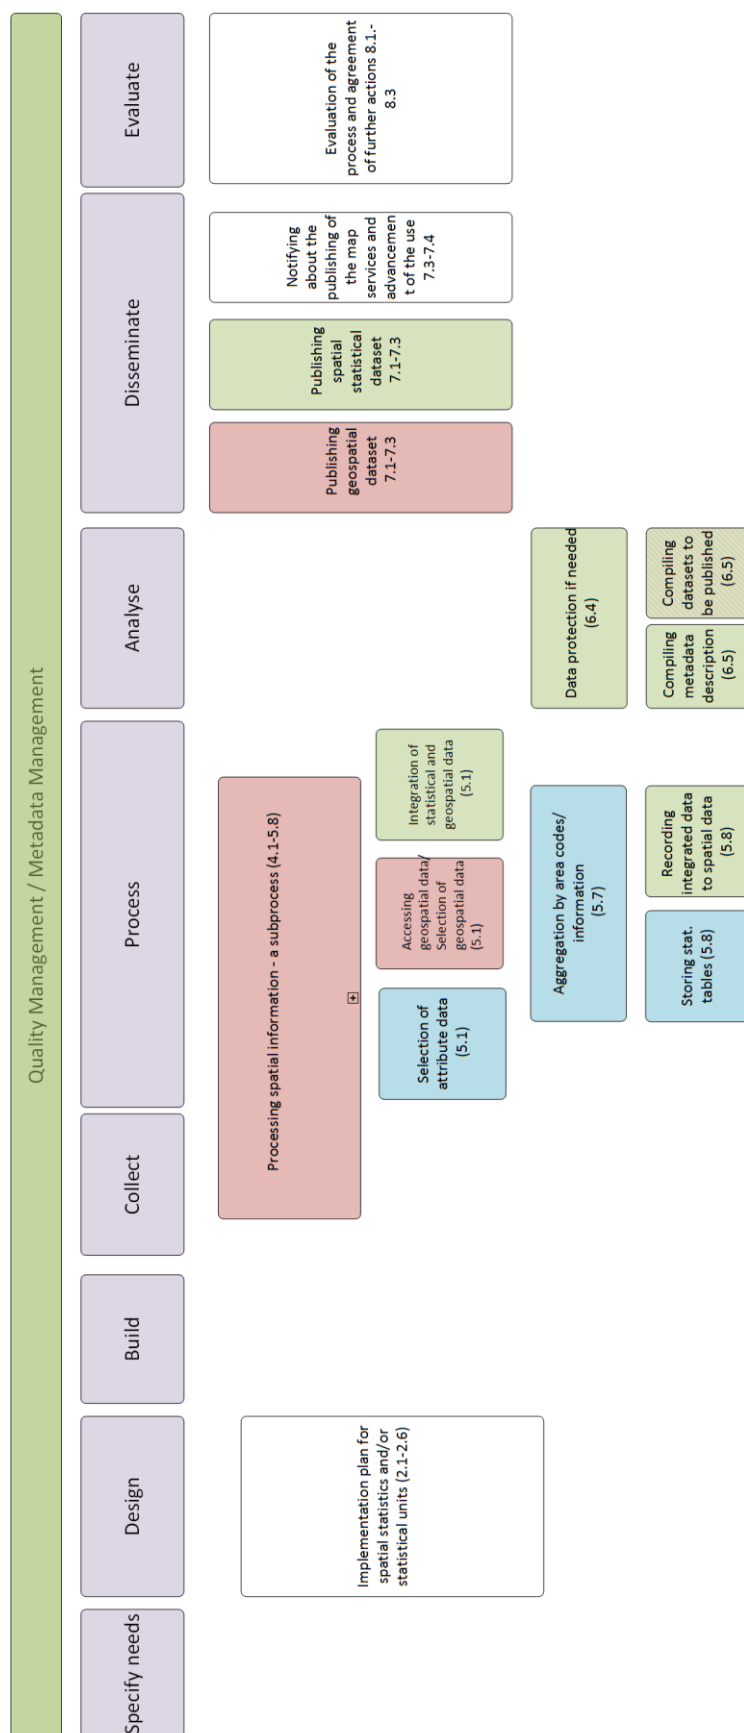 Quality Management / Metadata Management
Specify needs
Design
Build
Collect
Process
Analyse
Disseminate
Evaluate
Implementation plan for
spatial statistics and/or
statistical units (2.1-2.6)
Processing spatial information - a subprocess (4.1-5.8)
Selection of
attribute data
(5.1)
Accessing
geospatial data/
Selection of
geospatial data
(5.1)
Integration of
statistical and
geospatial data
(5.1)
Aggregation by area codes/
information
(5.7)
Storing stat.
tables (5.8)
Recording
integrated data
to spatial data
(5.8)
Data protection if needed
(6.4)
Compiling
metadata
description
(6.5)
Compiling
datasets to
be published
(6.5)
Publishing
geospatial
dataset
7.1-7.3
Publishing
spatial
statistical
dataset
7.1-7.3
Notifying
about the
publishing of
the map
services and
advancemen
t of the use
7.3-7.4
Evaluation of the
process and agreement
of further actions 8.1.-
8.3